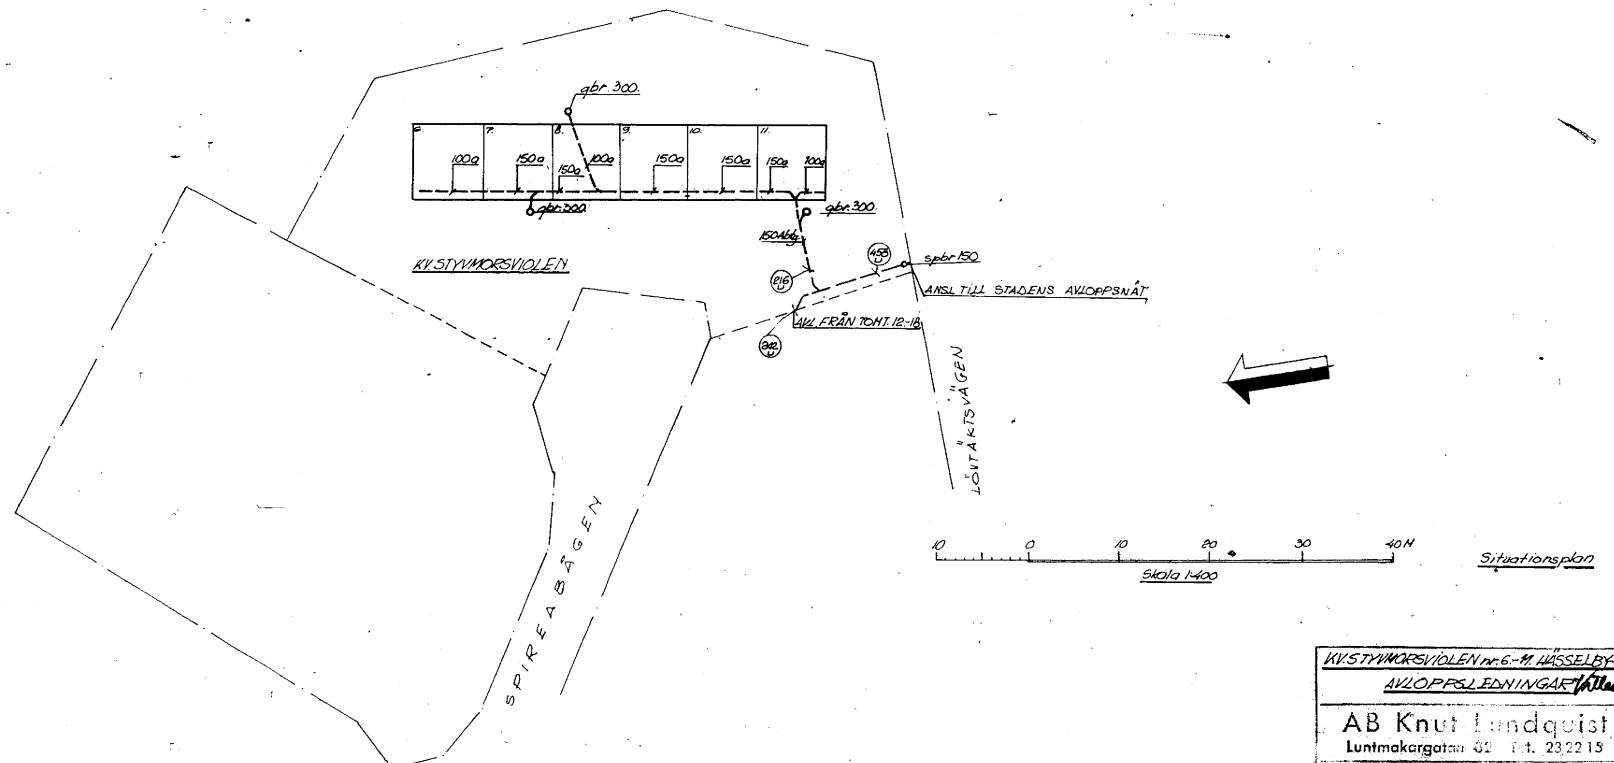 gbr. 300.
6. 7. 8. 9. 10. 11.
100a 150a 150a 100a 150a 150a 150a 100a
gbr. 300 gbr. 300.
KV. STYVMORSVIOLEN
216 U
458 U
spbr 150
ANSL TILL STADENS AVLOPPSNÄT
AVL. FRÅN TOMT. 12-18
242 U
LÖVTÄKTSVÄGEN
SPIREABÅGEN
10 0 10 20 30 40 M
Skala 1:400
Situationsplan
KV. STYVMORSVIOLEN nr. 6-11. HÄSSELBY-
AVLOPPSLEDNINGAR
AB Knut Lundquist
Luntmakargatan T. 23 22 15